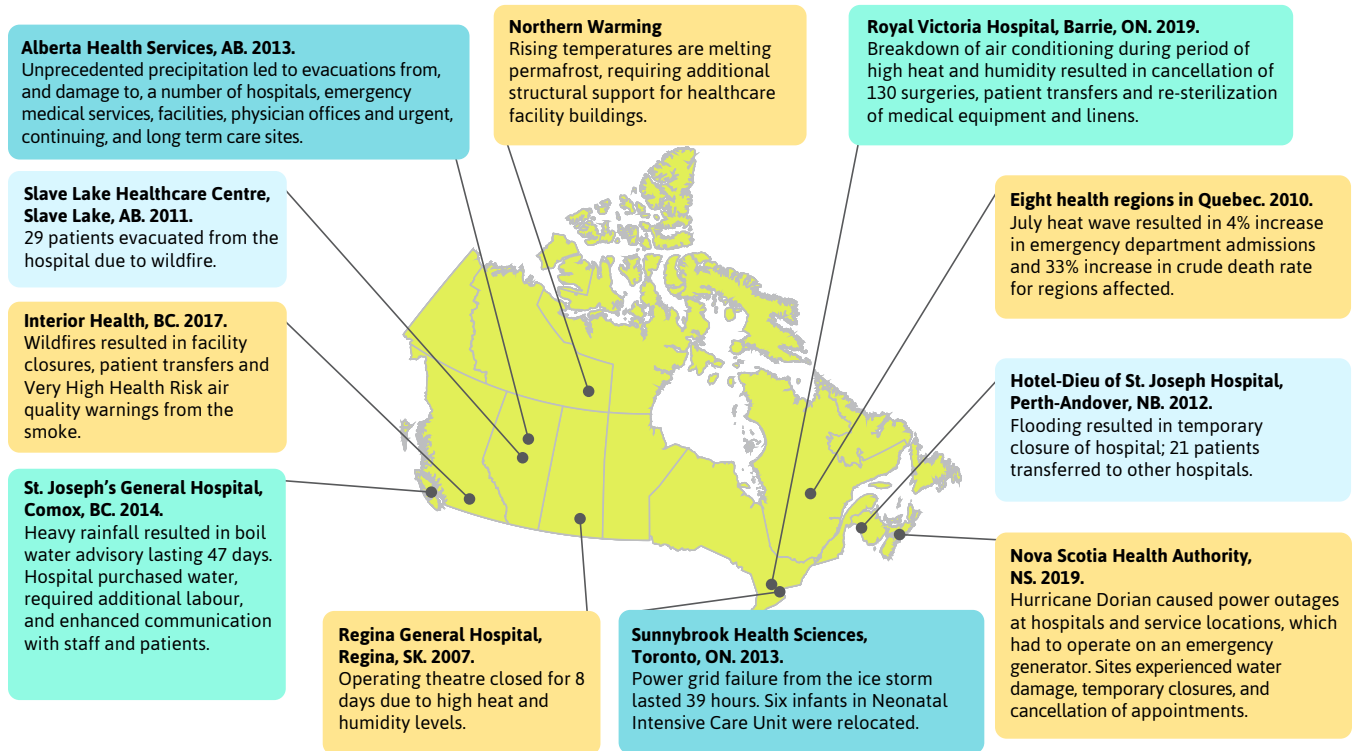 Alberta Health Services, AB. 2013.
Unprecedented precipitation led to evacuations from,
and damage to, a number of hospitals, emergency
medical services, facilities, physician offices and urgent,
continuing, and long term care sites.
Northern Warming
Rising temperatures are melting
permafrost, requiring additional
structural support for healthcare
facility buildings.
Royal Victoria Hospital, Barrie, ON. 2019.
Breakdown of air conditioning during period of
high heat and humidity resulted in cancellation of
130 surgeries, patient transfers and re-sterilization
of medical equipment and linens.
Slave Lake Healthcare Centre,
Slave Lake, AB. 2011.
29 patients evacuated from the
hospital due to wildfire.
Eight health regions in Quebec. 2010.
July heat wave resulted in 4% increase
in emergency department admissions
and 33% increase in crude death rate
for regions affected.
Interior Health, BC. 2017.
Wildfires resulted in facility
closures, patient transfers and
Very High Health Risk air
quality warnings from the
smoke.
Hotel-Dieu of St. Joseph Hospital,
Perth-Andover, NB. 2012.
Flooding resulted in temporary
closure of hospital; 21 patients
transferred to other hospitals.
St. Joseph's General Hospital,
Comox, BC. 2014.
Heavy rainfall resulted in boil
water advisory lasting 47 days.
Hospital purchased water,
required additional labour,
and enhanced communication
with staff and patients.
Regina General Hospital,
Regina, SK. 2007.
Operating theatre closed for 8
days due to high heat and
humidity levels.
Sunnybrook Health Sciences,
Toronto, ON. 2013.
Power grid failure from the ice storm
lasted 39 hours. Six infants in Neonatal
Intensive Care Unit were relocated.
Nova Scotia Health Authority,
NS. 2019.
Hurricane Dorian caused power outages
at hospitals and service locations, which
had to operate on an emergency
generator. Sites experienced water
damage, temporary closures, and
cancellation of appointments.